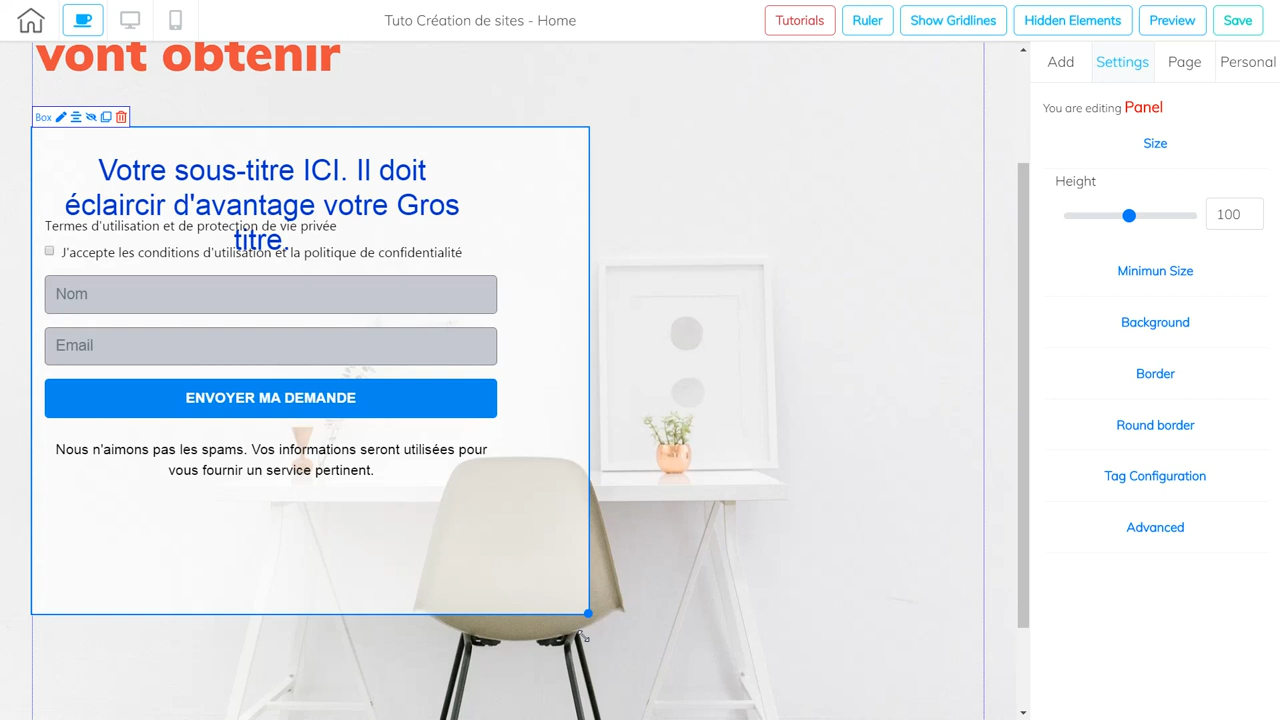 Tuto Création de sites - Home
Tutorials
Ruler
Show Gridlines
Hidden Elements
Preview
Save
vont obtenir
Box
Votre sous-titre ICI. Il doit
éclaircir d'avantage votre Gros
titre.
Termes d'utilisation et de protection de vie privée
J'accepte les conditions d'utilisation et la politique de confidentialité
Nom
Email
ENVOYER MA DEMANDE
Nous n'aimons pas les spams. Vos informations seront utilisées pour
vous fournir un service pertinent.
Add
Settings
Page
Personal
You are editing Panel
Size
Height
100
Minimun Size
Background
Border
Round border
Tag Configuration
Advanced